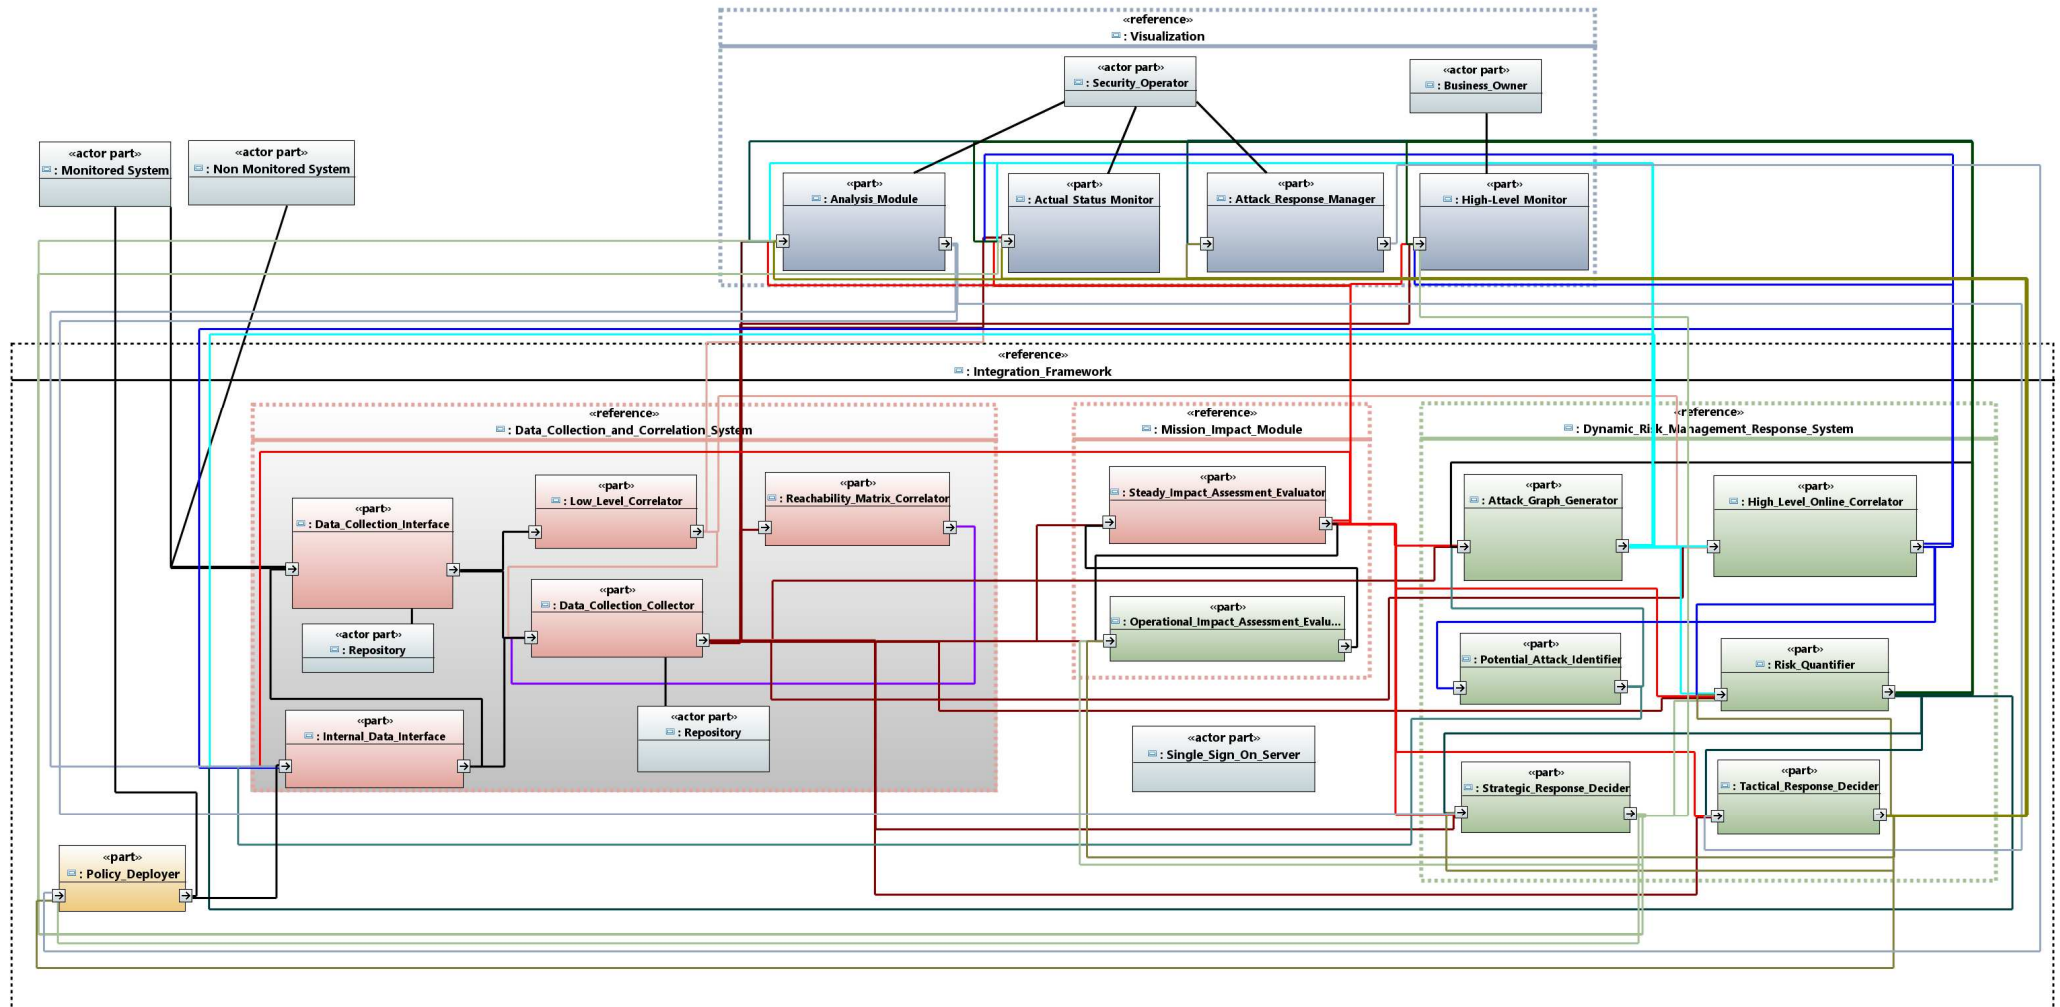 «reference»
: Visualization
«actor part»
: Security_Operator
«actor part»
: Business_Owner
«actor part»
: Monitored System
«actor part»
: Non Monitored System
«part»
: Analysis_Module
«part»
: Actual Status Monitor
«part»
: Attack_Response_Manager
«part»
: High-Level Monitor
«reference»
: Integration_Framework
«reference»
: Data_Collection_and_Correlation_System
«reference»
: Mission_Impact_Module
«reference»
: Dynamic_Risk_Management_Response_System
«part»
: Data_Collection_Interface
«part»
: Low_Level_Correlator
«part»
: Reachability_Matrix_Correlator
«part»
: Steady_Impact_Assessment_Evaluator
«part»
: Attack_Graph_Generator
«part»
: High_Level_Online_Correlator
«actor part»
: Repository
«part»
: Data_Collection_Collector
«part»
: Operational_Impact_Assessment_Evalu...
«part»
: Potential_Attack_Identifier
«part»
: Risk_Quantifier
«part»
: Internal_Data_Interface
«actor part»
: Repository
«actor part»
: Single_Sign_On_Server
«part»
: Strategic_Response_Decider
«part»
: Tactical_Response_Decider
«part»
: Policy_Deployer